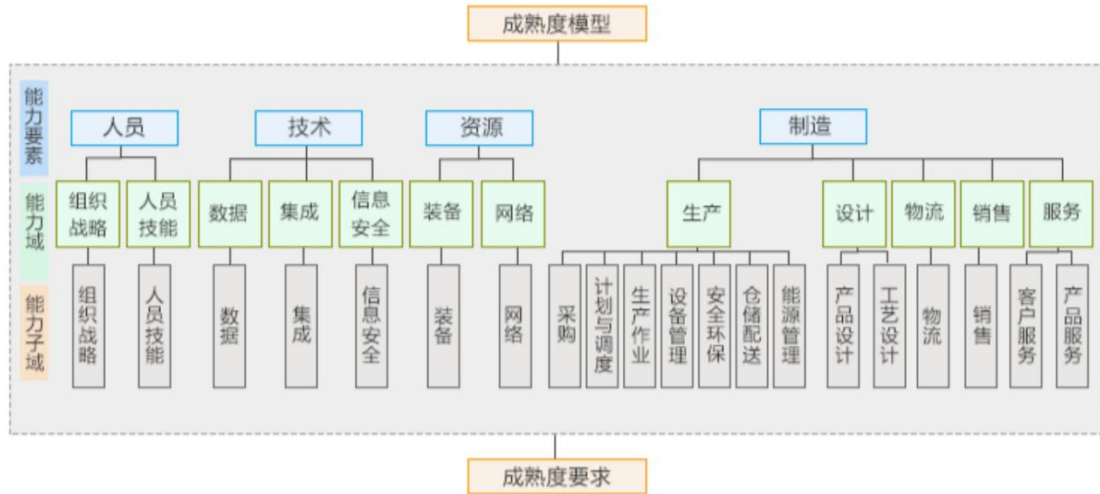 成熟度模型
能力要素
人员
技术
资源
制造
能力域
组织
战略
人员
技能
数据
集成
信息
安全
装备
网络
生产
设计
物流
销售
服务
能力子域
组织战略
人员技能
数据
集成
信息安全
装备
网络
采购
计划与调度
生产作业
设备管理
安全环保
仓储配送
能源管理
产品设计
工艺设计
物流
销售
客户服务
产品服务
成熟度要求